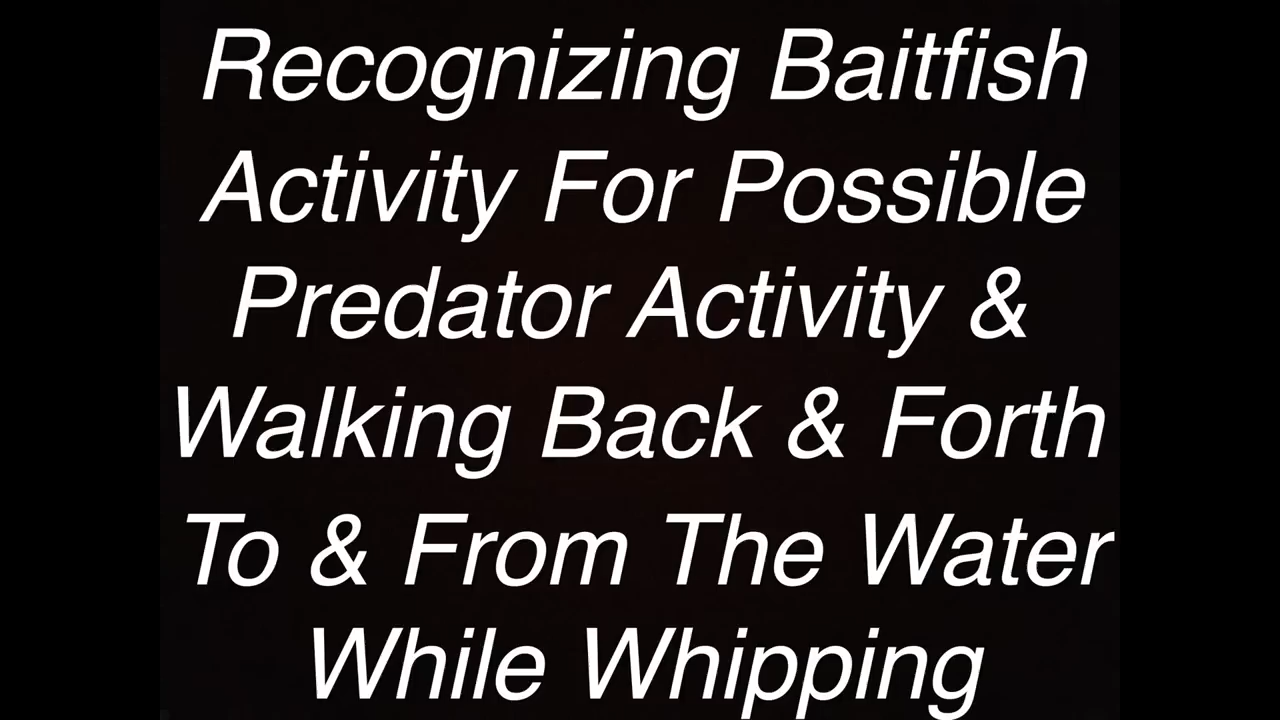 Recognizing Baitfish
Activity For Possible
Predator Activity &
Walking Back & Forth
To & From The Water
While Whipping